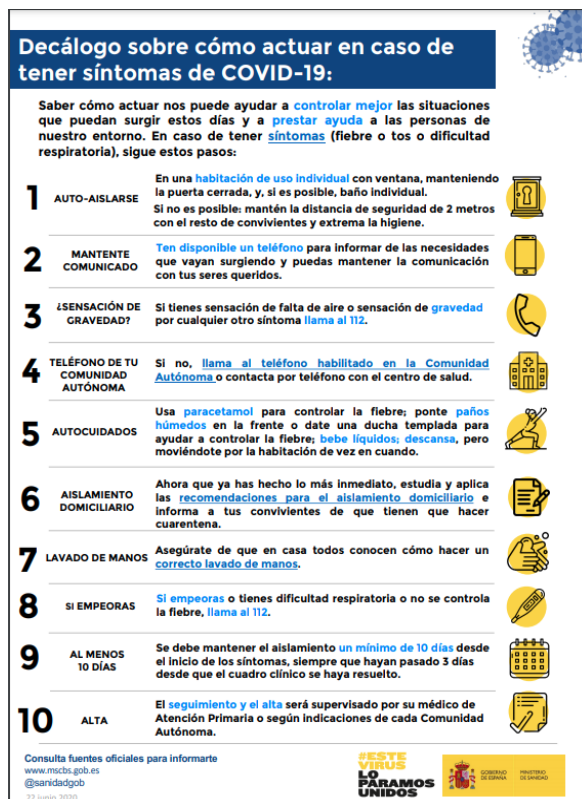 Decálogo sobre cómo actuar en caso de
tener síntomas de COVID-19:
Saber cómo actuar nos puede ayudar a controlar mejor las situaciones
que puedan surgir estos días y a prestar ayuda a las personas de
nuestro entorno. En caso de tener síntomas (fiebre o tos o dificultad
respiratoria), sigue estos pasos:
1
AUTO-AISLARSE
En una habitación de uso individual con ventana, manteniendo
la puerta cerrada, y, si es posible, baño individual.
Si no es posible: mantén la distancia de seguridad de 2 metros
con el resto de convivientes y extrema la higiene.
2
MANTENTE
COMUNICADO
Ten disponible un teléfono para informar de las necesidades
que vayan surgiendo y puedas mantener la comunicación
con tus seres queridos.
3
¿SENSACIÓN DE
GRAVEDAD?
Si tienes sensación de falta de aire o sensación de gravedad
por cualquier otro síntoma llama al 112.
4
TELÉFONO DE TU
COMUNIDAD
AUTÓNOMA
Si no, llama al teléfono habilitado en la Comunidad
Autónoma o contacta por teléfono con el centro de salud.
5
AUTOCUIDADOS
Usa paracetamol para controlar la fiebre; ponte paños
húmedos en la frente o date una ducha templada para
ayudar a controlar la fiebre; bebe líquidos; descansa, pero
moviéndote por la habitación de vez en cuando.
6
AISLAMIENTO
DOMICILIARIO
Ahora que ya has hecho lo más inmediato, estudia y aplica
las recomendaciones para el aislamiento domiciliario e
informa a tus convivientes de que tienen que hacer
cuarentena.
7
LAVADO DE MANOS
Asegúrate de que en casa todos conocen cómo hacer un
correcto lavado de manos.
8
SI EMPEORAS
Si empeoras o tienes dificultad respiratoria o no se controla
la fiebre, llama al 112.
9
AL MENOS
10 DÍAS
Se debe mantener el aislamiento un mínimo de 10 días desde
el inicio de los síntomas, siempre que hayan pasado 3 días
desde que el cuadro clínico se haya resuelto.
10
ALTA
El seguimiento y el alta será supervisado por su médico de
Atención Primaria o según indicaciones de cada Comunidad
Autónoma.
Consulta fuentes oficiales para informarte
www.mscbs.gob.es
@sanidadgob
22 junio 2020
#ESTE
VIRUS
LO
PARAMOS
UNIDOS
GOBIERNO
DE ESPAÑA
MINISTERIO
DE SANIDAD